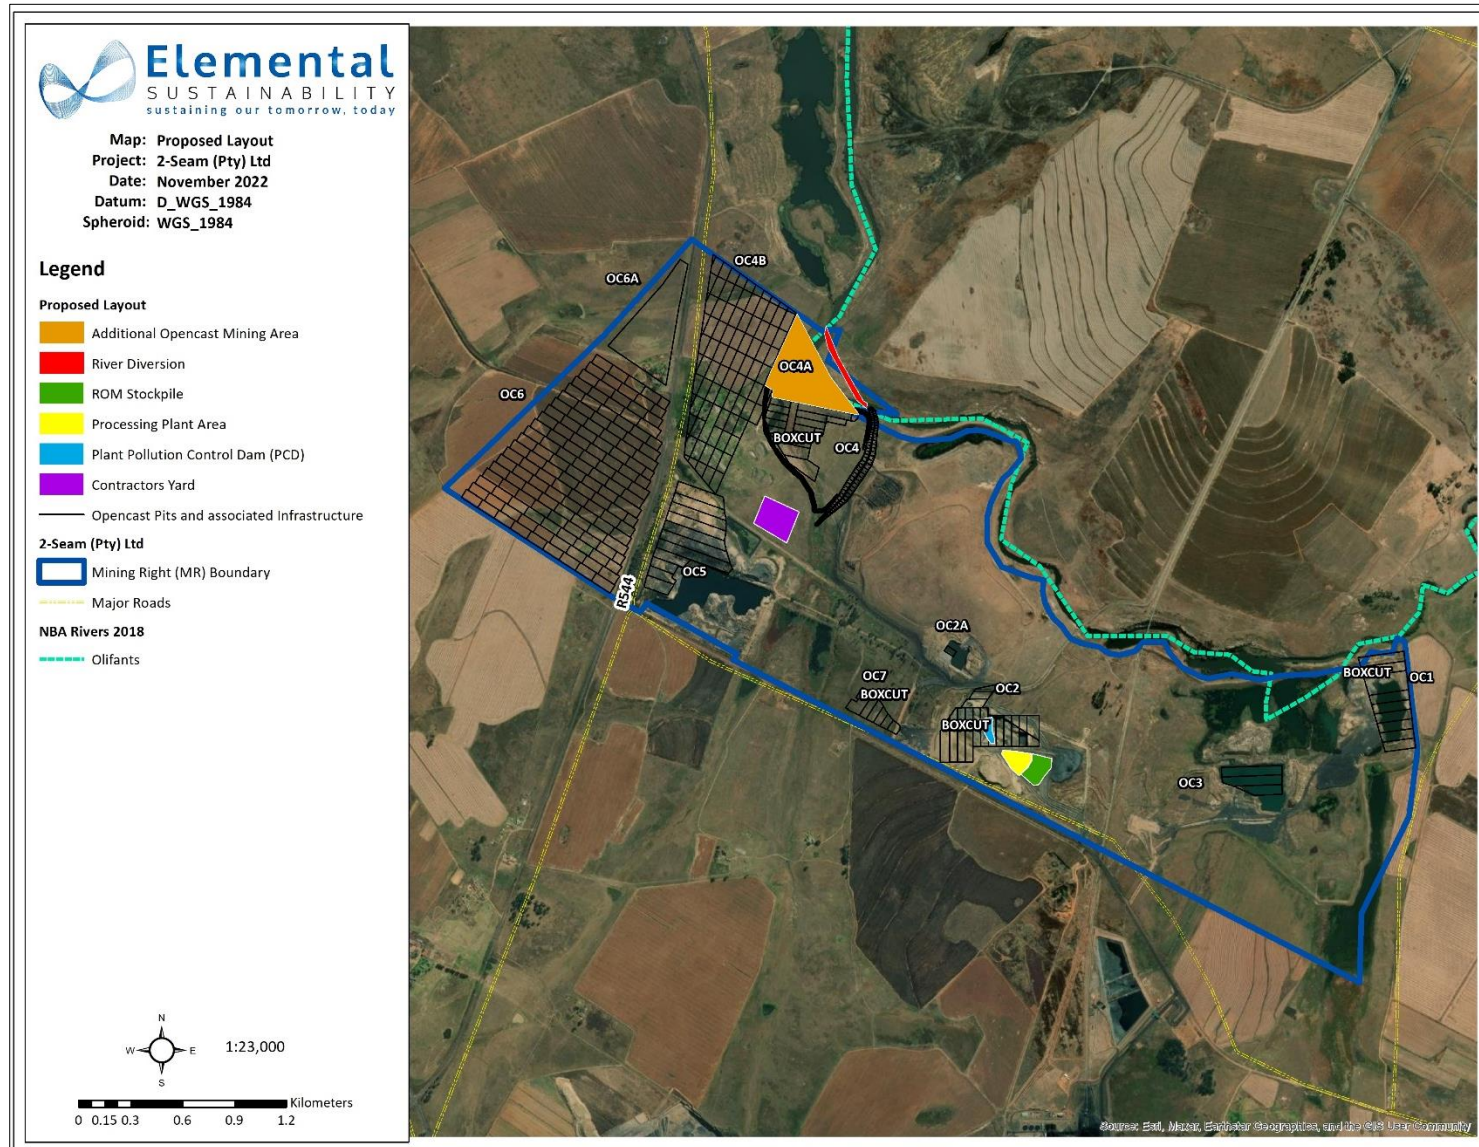 Elemental
SUSTAINABILITY
sustaining our tomorrow, today
Map: Proposed Layout
Project: 2-Seam (Pty) Ltd
Date: November 2022
Datum: D_WGS_1984
Spheroid: WGS_1984
Legend
Proposed Layout
Additional Opencast Mining Area
River Diversion
ROM Stockpile
Processing Plant Area
Plant Pollution Control Dam (PCD)
Contractors Yard
Opencast Pits and associated Infrastructure
2-Seam (Pty) Ltd
Mining Right (MR) Boundary
Major Roads
NBA Rivers 2018
Olifants
N
W E
S
1:23,000
Kilometers
0 0.15 0.3 0.6 0.9 1.2
OC4B
OC6A
OC4A
OC6
BOXCUT
OC4
OC5
R544
OC2A
OC7
BOXCUT
OC2
BOXCUT
BOXCUT
OC1
OC3
Source: Esri, Maxar, Earthstar Geographics, and the GIS User Community